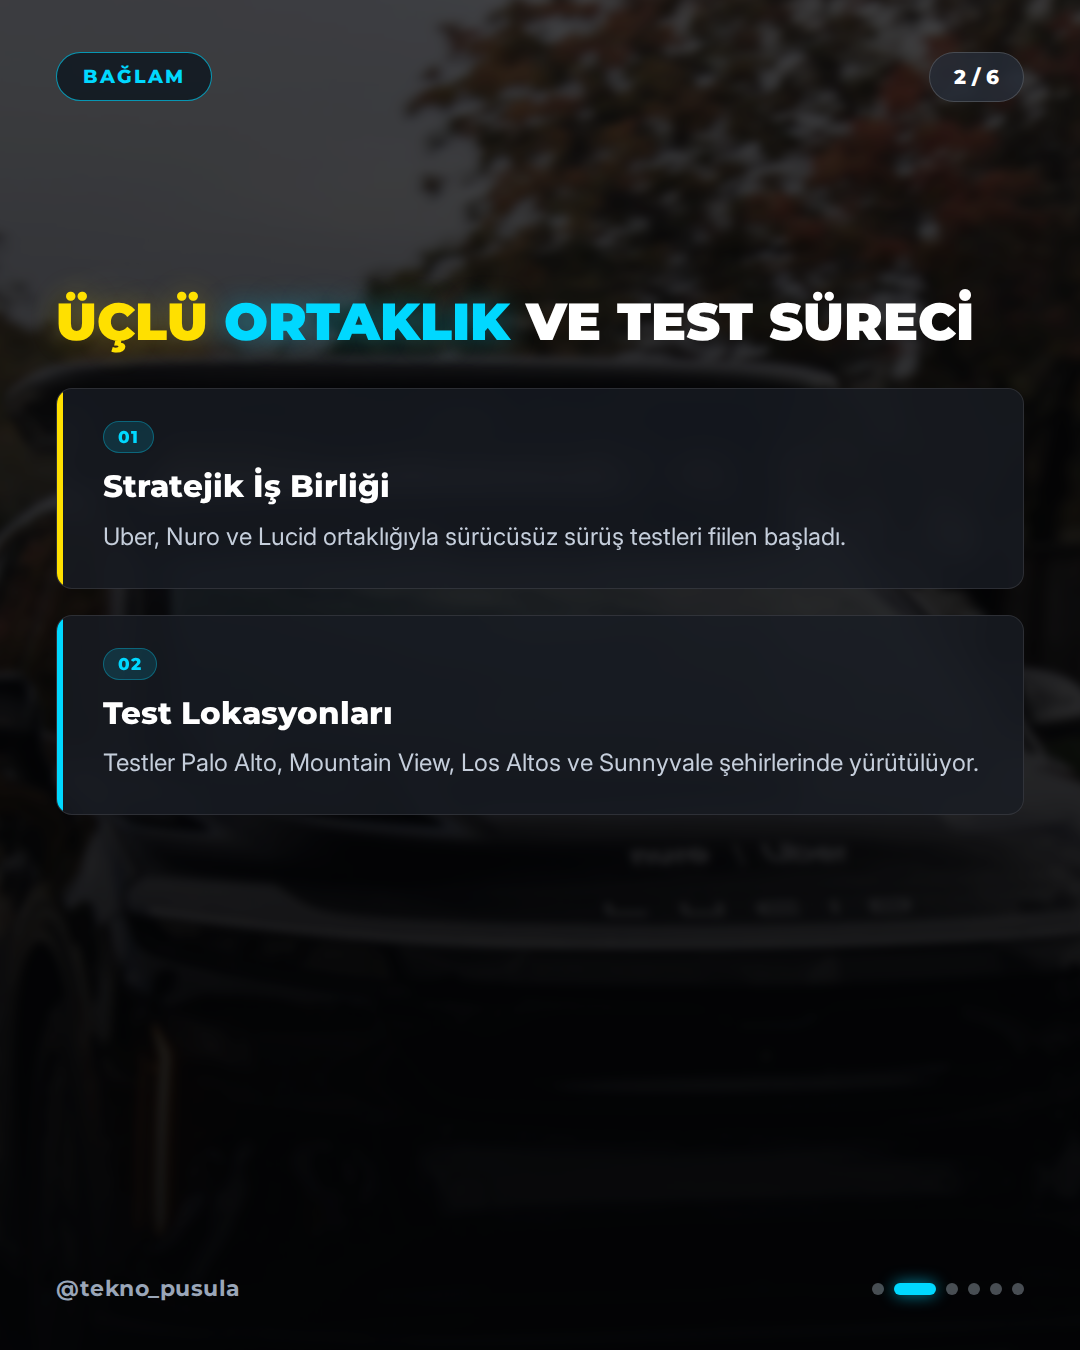 BAĞLAM
2 / 6
ÜÇLÜ ORTAKLIK VE TEST SÜRECİ
01
Stratejik İş Birliği
Uber, Nuro ve Lucid ortaklığıyla sürücüsüz sürüş testleri fiilen başladı.
02
Test Lokasyonları
Testler Palo Alto, Mountain View, Los Altos ve Sunnyvale şehirlerinde yürütülüyor.
@tekno_pusula